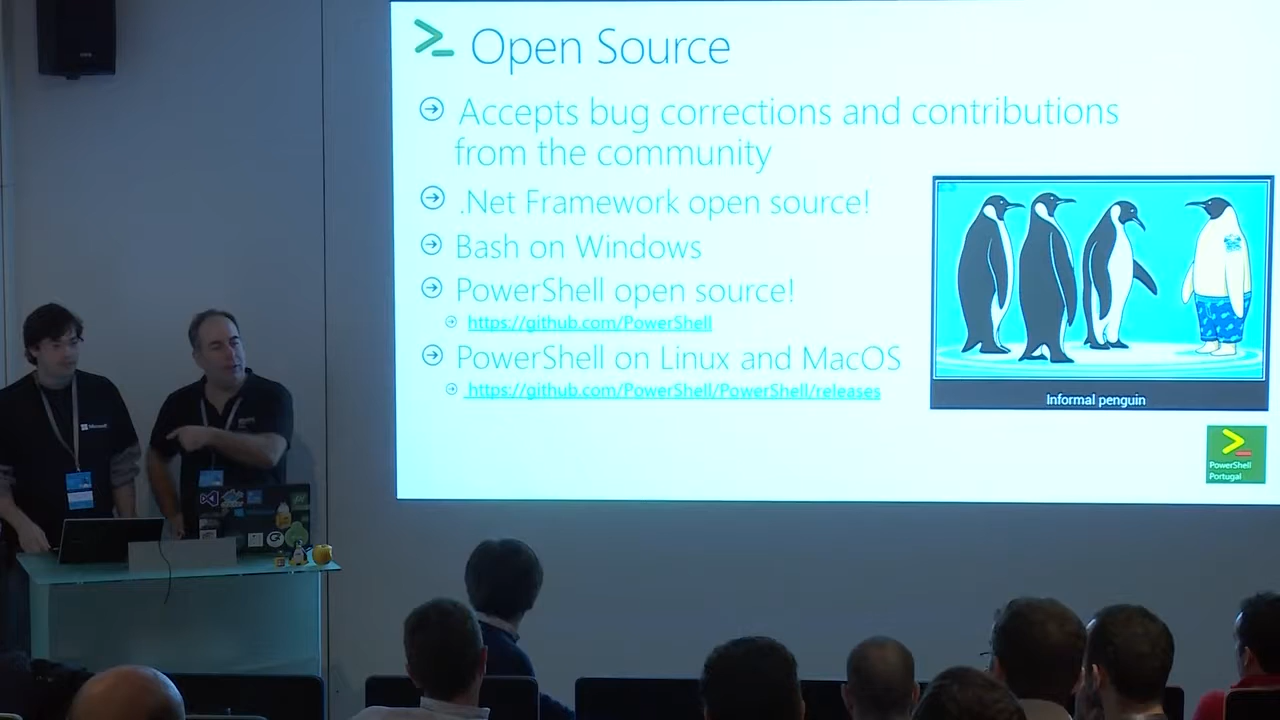 Open Source
Accepts bug corrections and contributions
from the community
.Net Framework open source!
Bash on Windows
PowerShell open source!
https://github.com/PowerShell
PowerShell on Linux and MacOS
https://github.com/PowerShell/PowerShell/releases
Informal penguin
PowerShell
Portugal
Microsoft